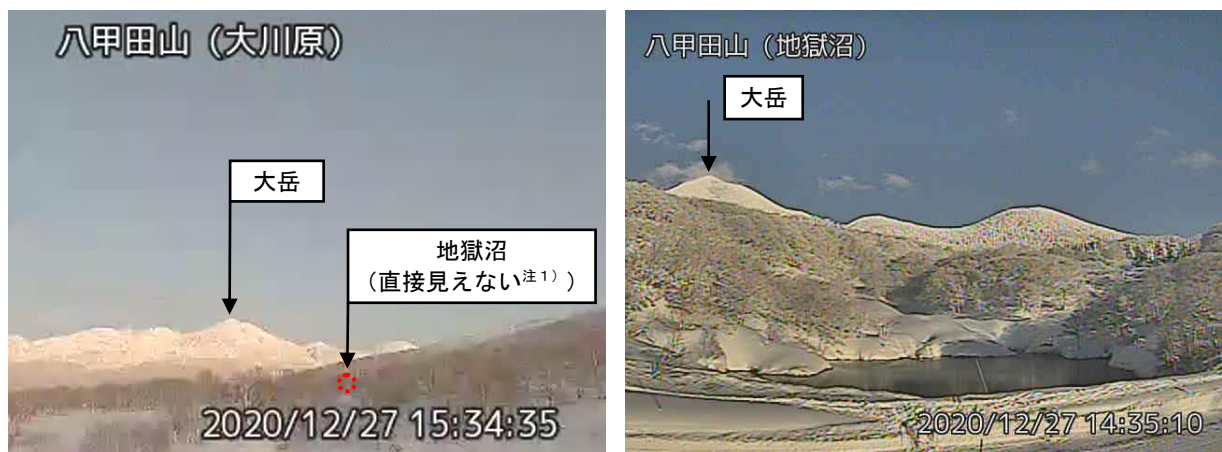 八甲田山（大川原）
大岳
地獄沼
（直接見えない注１））
2020/12/27 15:34:35
八甲田山（地獄沼）
大岳
2020/12/27 14:35:10